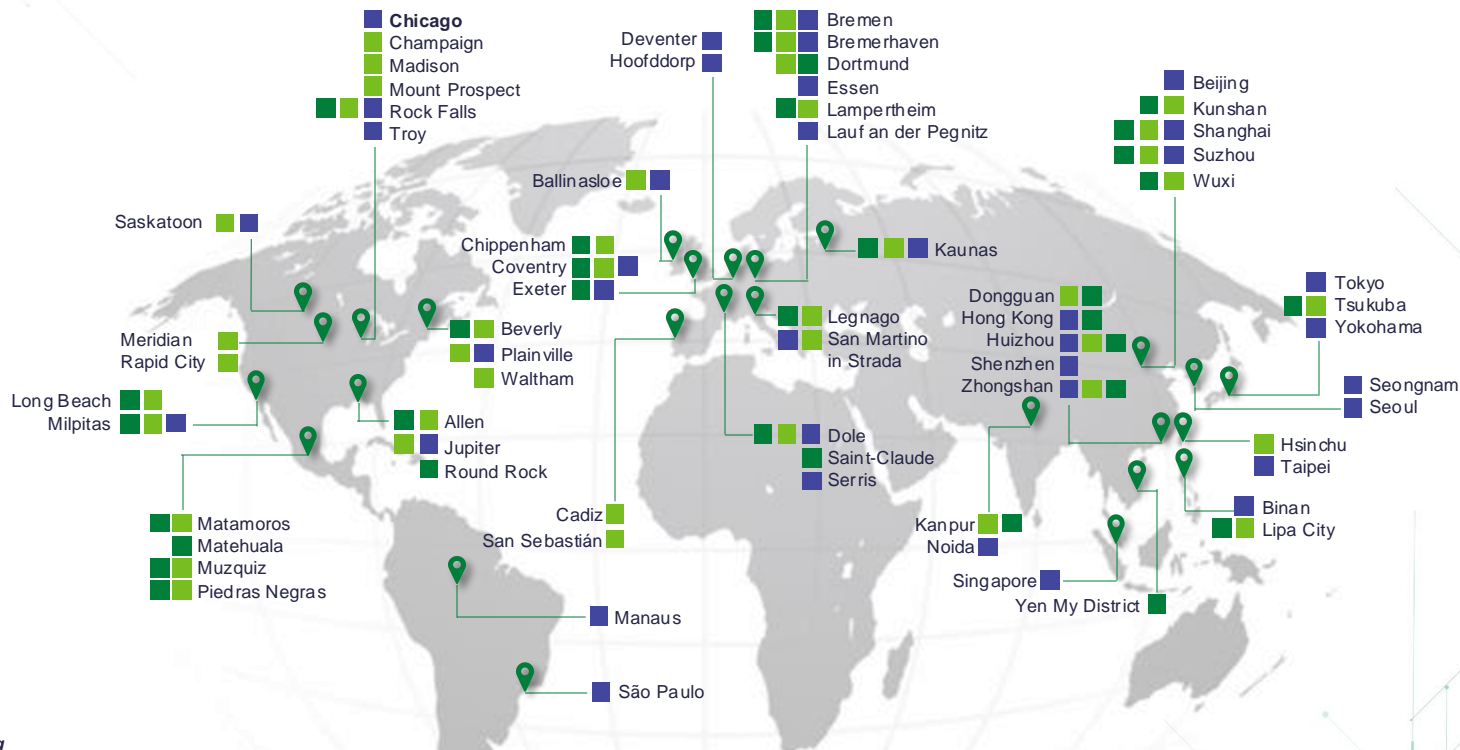 Chicago
Champaign
Madison
Mount Prospect
Rock Falls
Troy
Deventer
Hoofddorp
Bremen
Bremerhaven
Dortmund
Essen
Lampertheim
Lauf an der Pegnitz
Beijing
Kunshan
Shanghai
Suzhou
Wuxi
Ballinasloe
Saskatoon
Chippenham
Coventry
Exeter
Kaunas
Tokyo
Tsukuba
Yokohama
Dongguan
Hong Kong
Huizhou
Shenzhen
Zhongshan
Legnago
San Martino
in Strada
Beverly
Plainville
Waltham
Meridian
Rapid City
Long Beach
Milpitas
Allen
Jupiter
Round Rock
Seongnam
Seoul
Dole
Saint-Claude
Serris
Hsinchu
Taipei
Binan
Lipa City
Cadiz
San Sebastián
Kanpur
Noida
Matamoros
Matehuala
Muzquiz
Piedras Negras
Singapore
Yen My District
Manaus
São Paulo